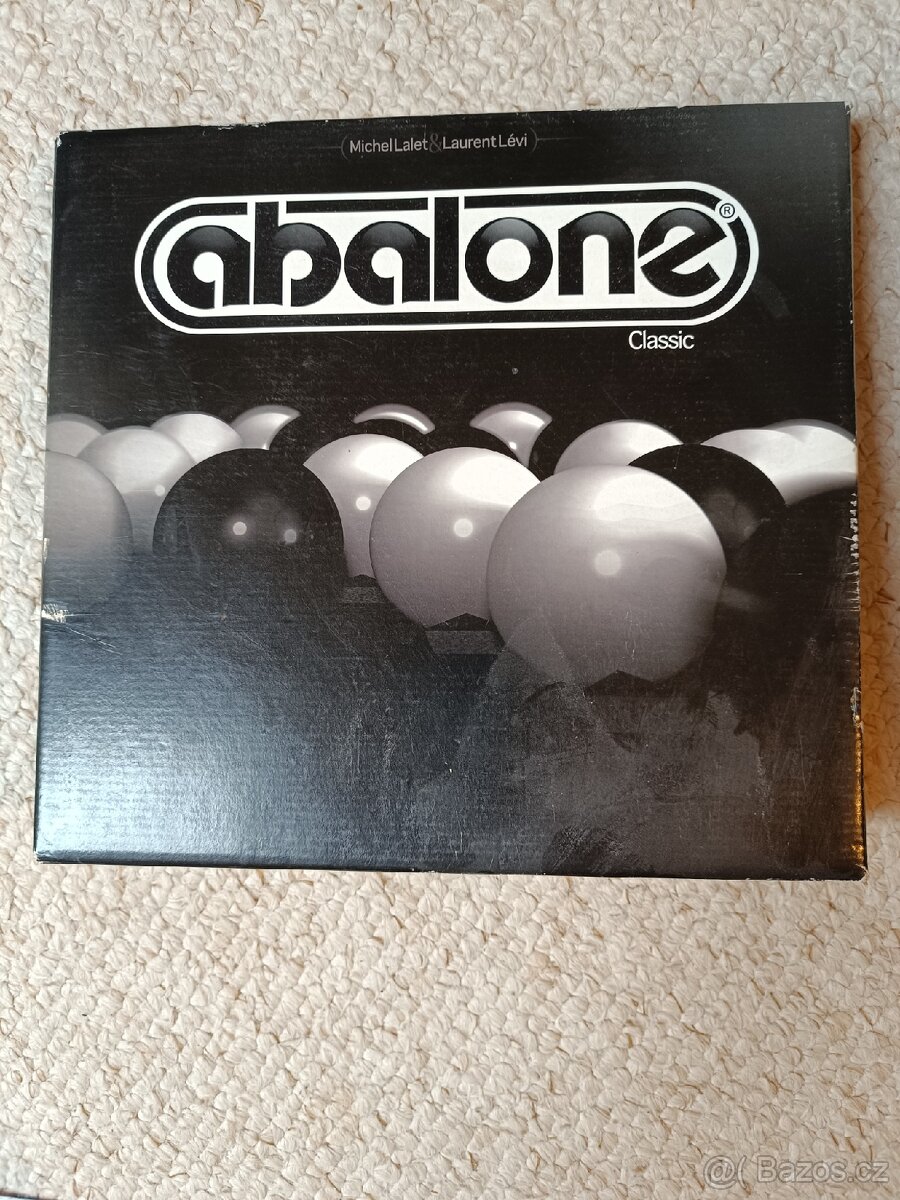 Michel Lalet & Laurent Lévi
abalone®
Classic
@( Bazos.cz